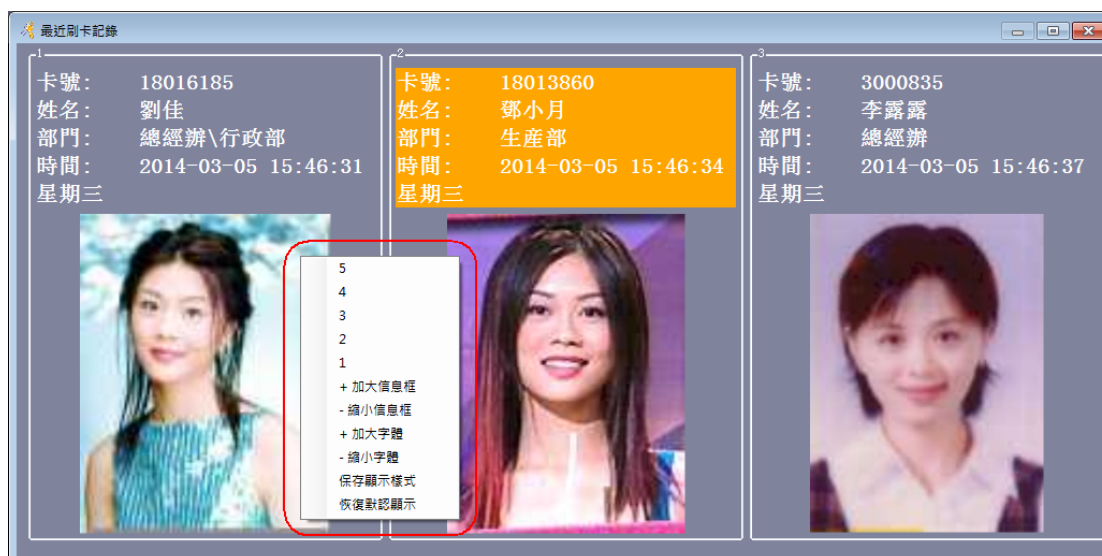 最近刷卡記錄
1
卡號： 18016185
姓名： 劉佳
部門： 總經辦\行政部
時間： 2014-03-05 15:46:31
星期三
2
卡號： 18013860
姓名： 鄧小月
部門： 生産部
時間： 2014-03-05 15:46:34
星期三
3
卡號： 3000835
姓名： 李露露
部門： 總經辦
時間： 2014-03-05 15:46:37
星期三
5
4
3
2
1
+ 加大信息框
- 縮小信息框
+ 加大字體
- 縮小字體
保存顯示樣式
恢復默認顯示